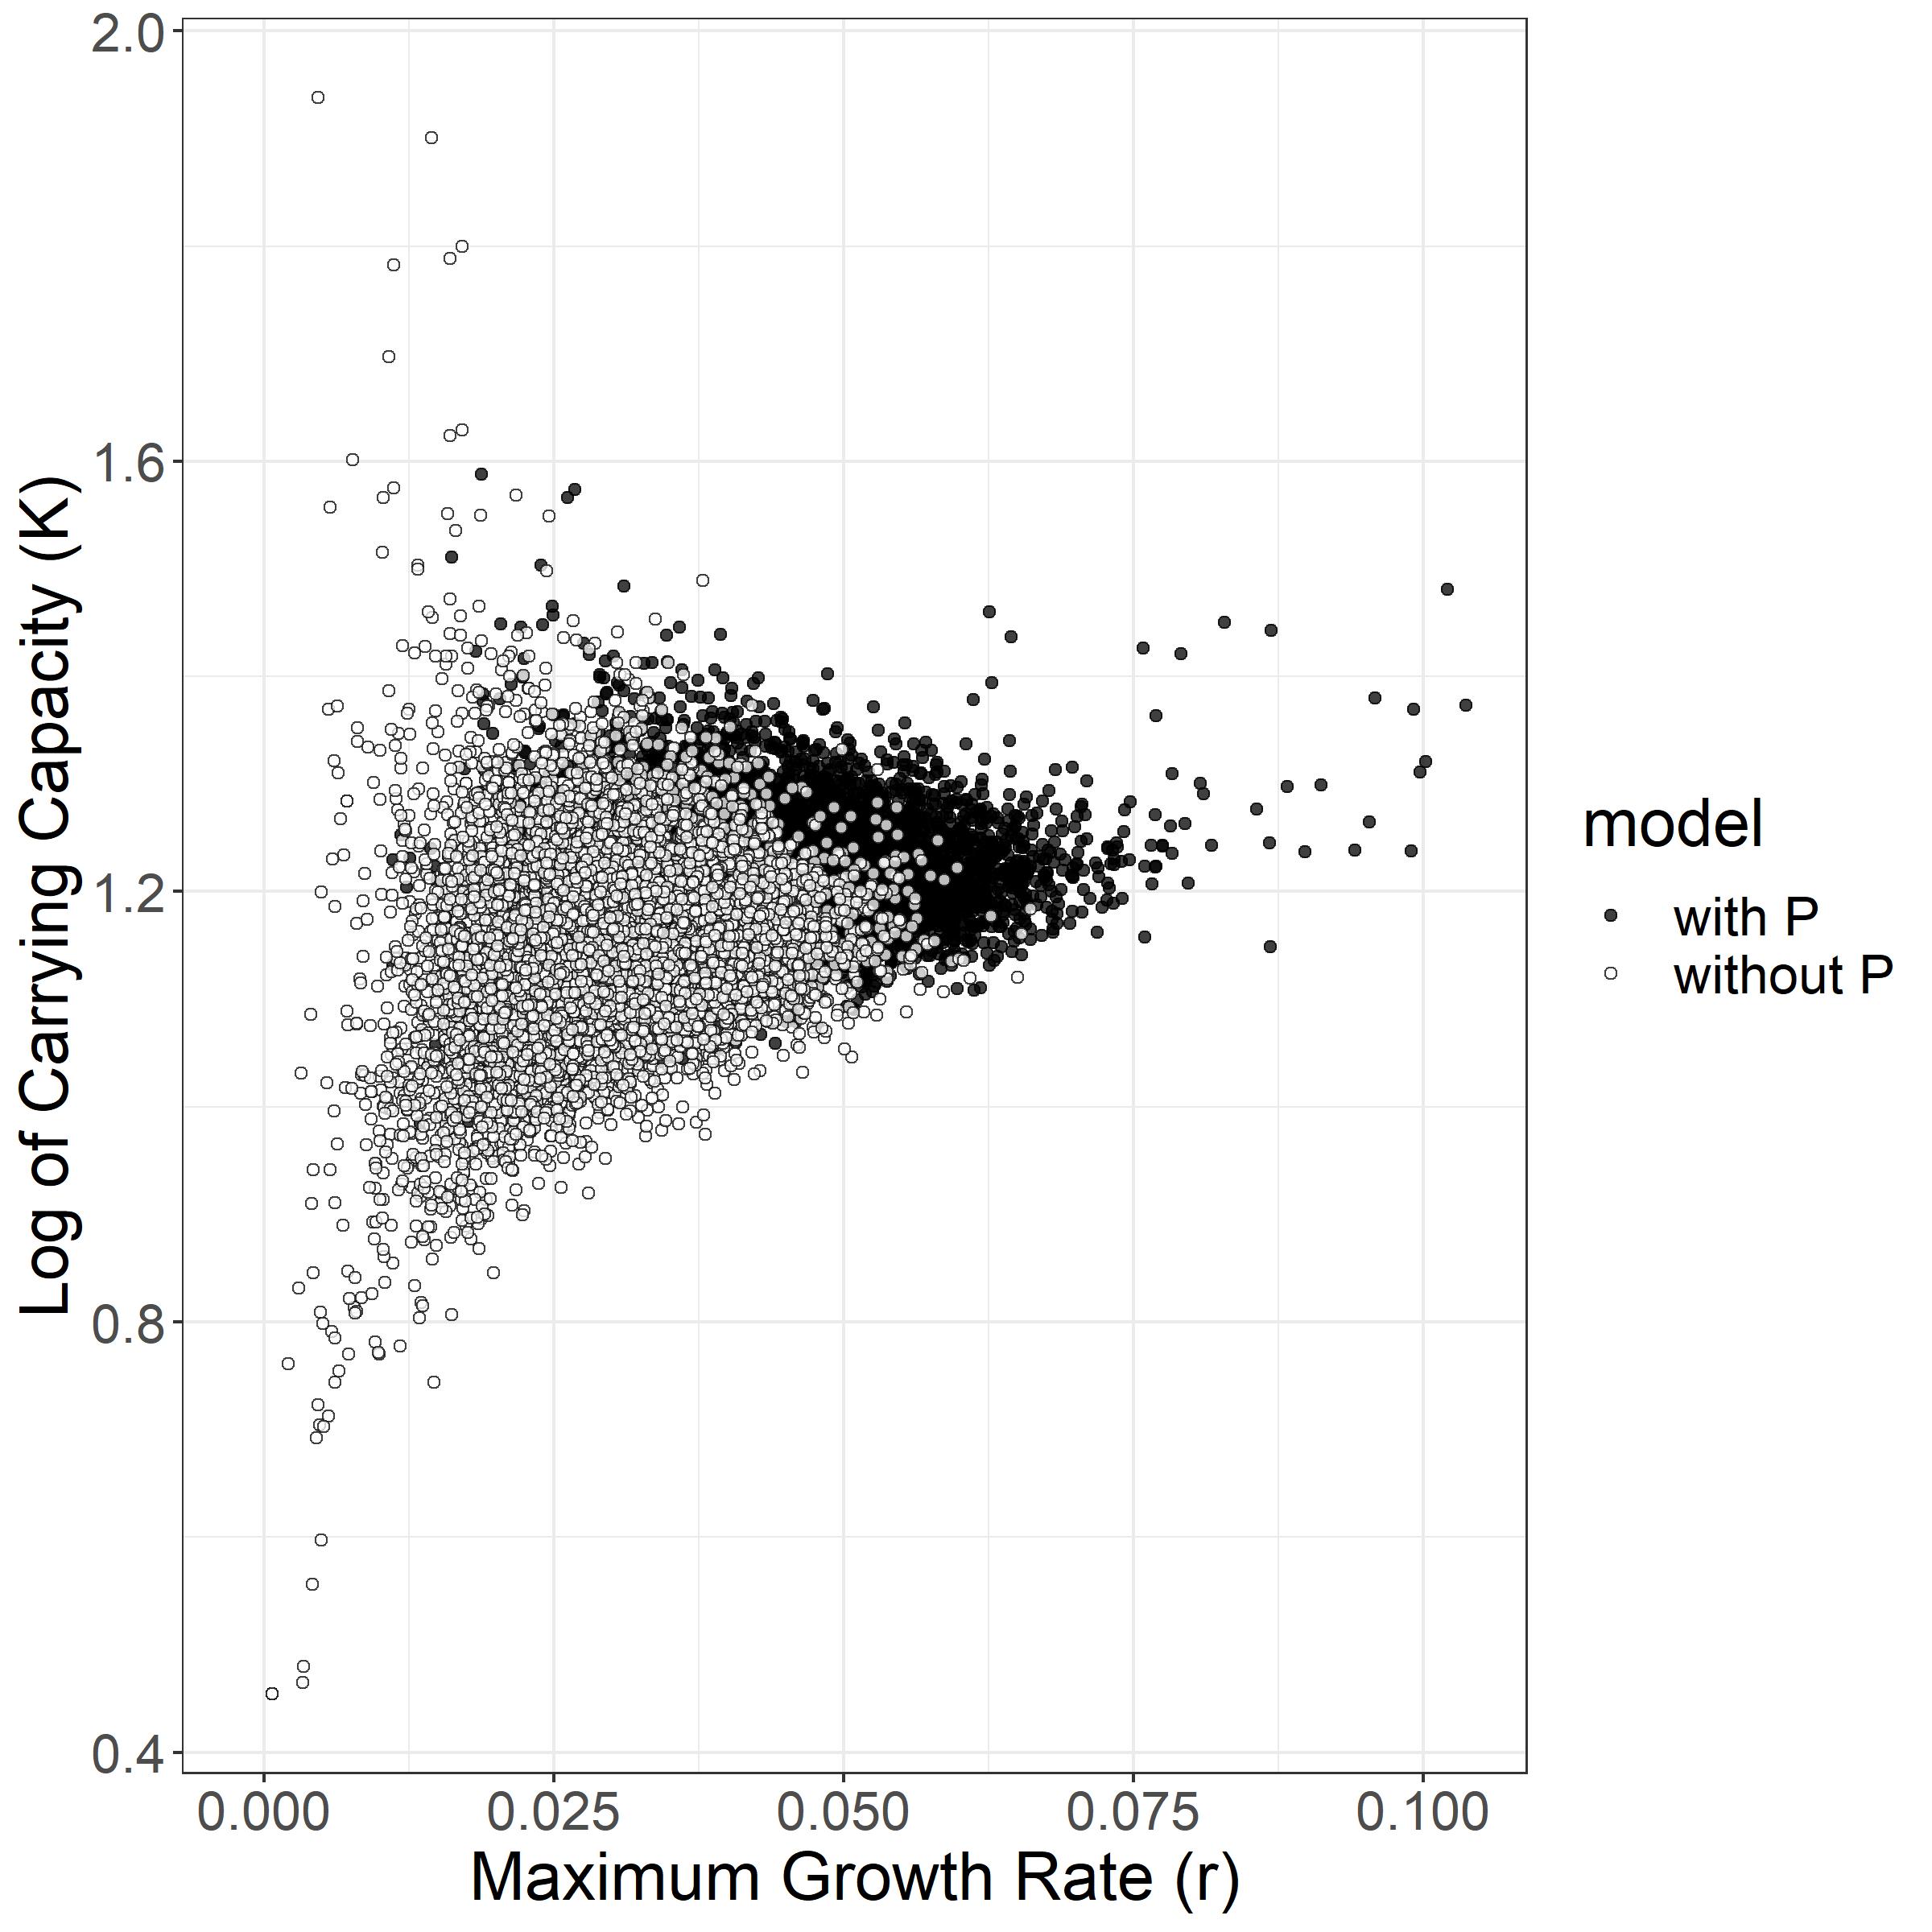 2.0
1.6
1.2
0.8
0.4
Log of Carrying Capacity (K)
0.000 0.025 0.050 0.075 0.100
Maximum Growth Rate (r)
model
with P
without P